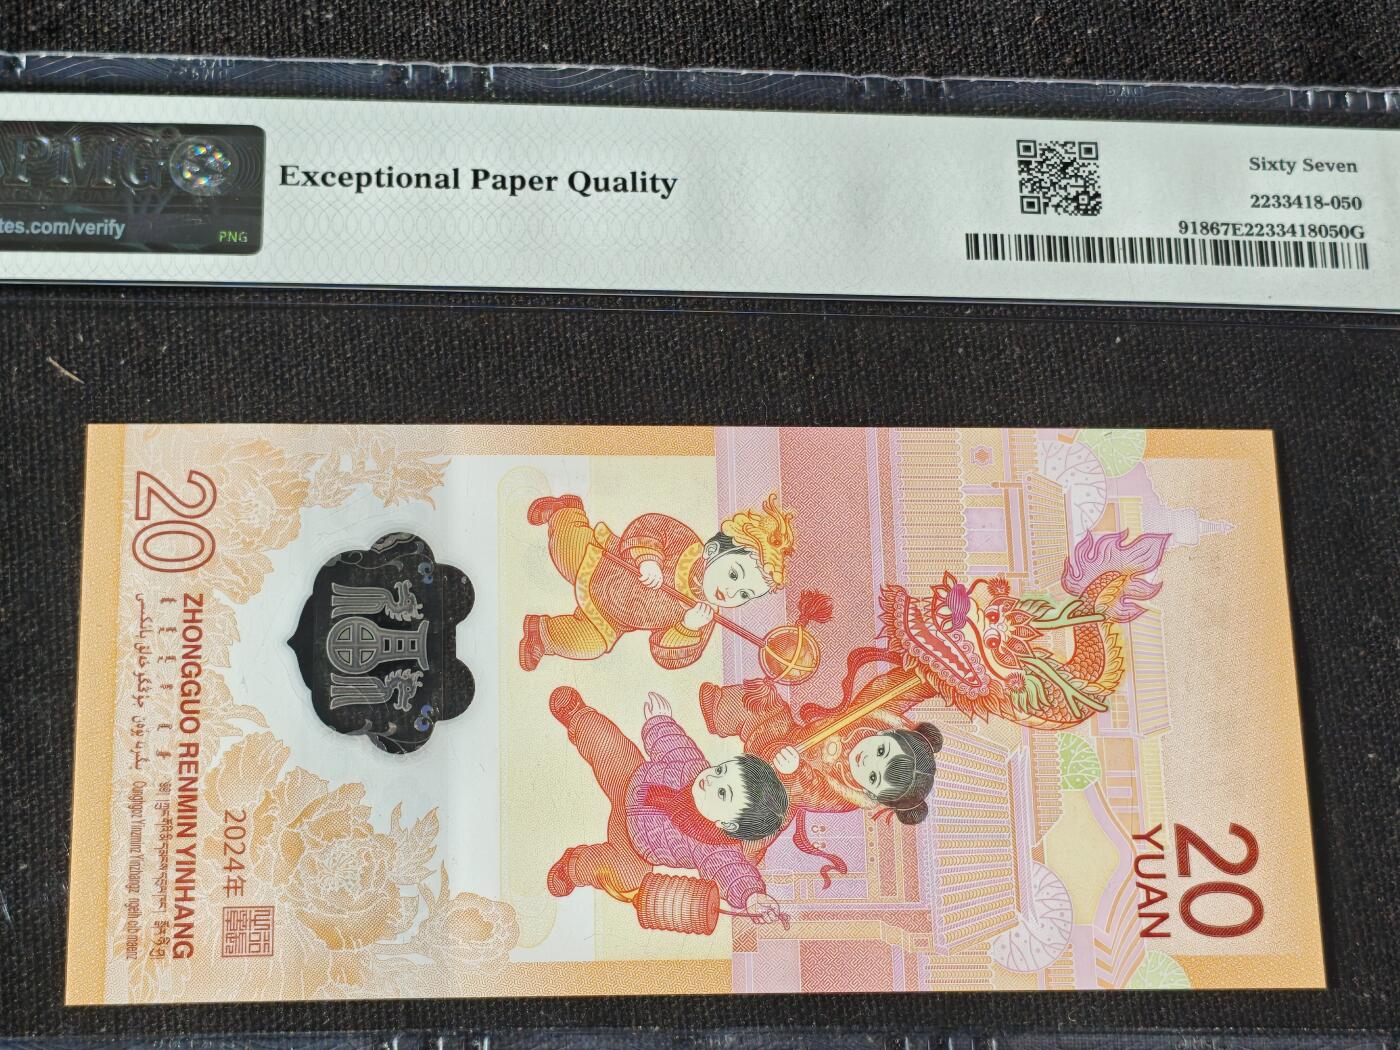 PMG
tes.com/verify
PNG
Exceptional Paper Quality
Sixty Seven
2233418-050
91867E2233418050G
20
ZHONGGUO RENMIN YINHANG
2024年
20
YUAN